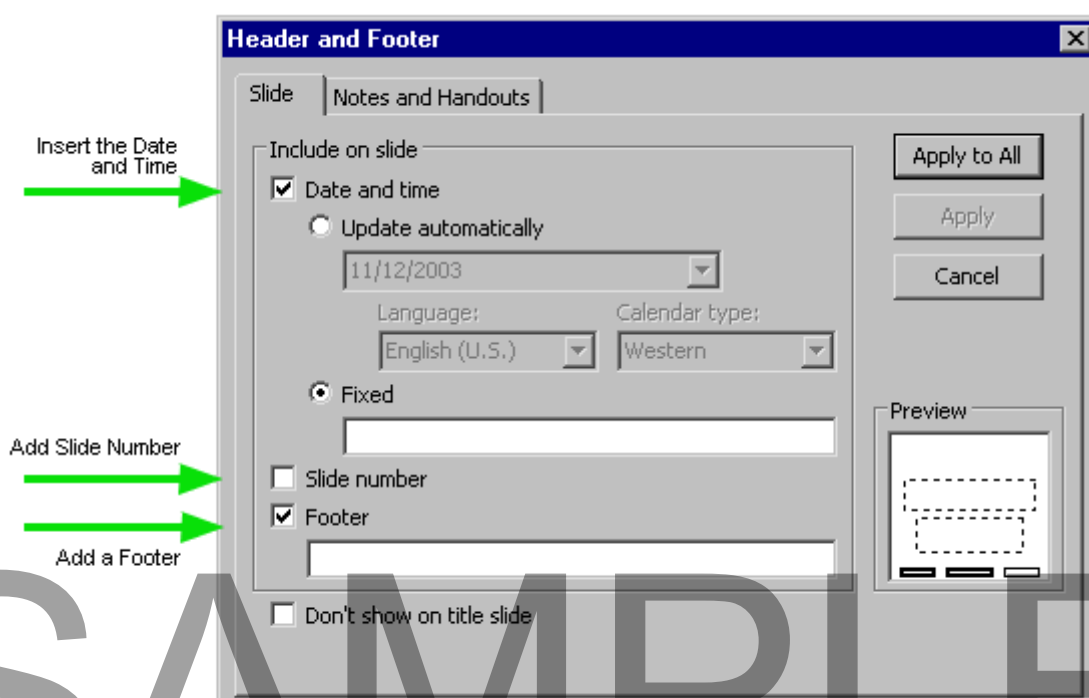 Header and Footer
Slide
Notes and Handouts
Insert the Date
and Time
Include on slide
Apply to All
Date and time
Apply
Update automatically
11/12/2003
Cancel
Language:
Calendar type:
English (U.S.)
Western
Fixed
Preview
Add Slide Number
Slide number
Footer
Add a Footer
Don't show on title slide
SAMPLE